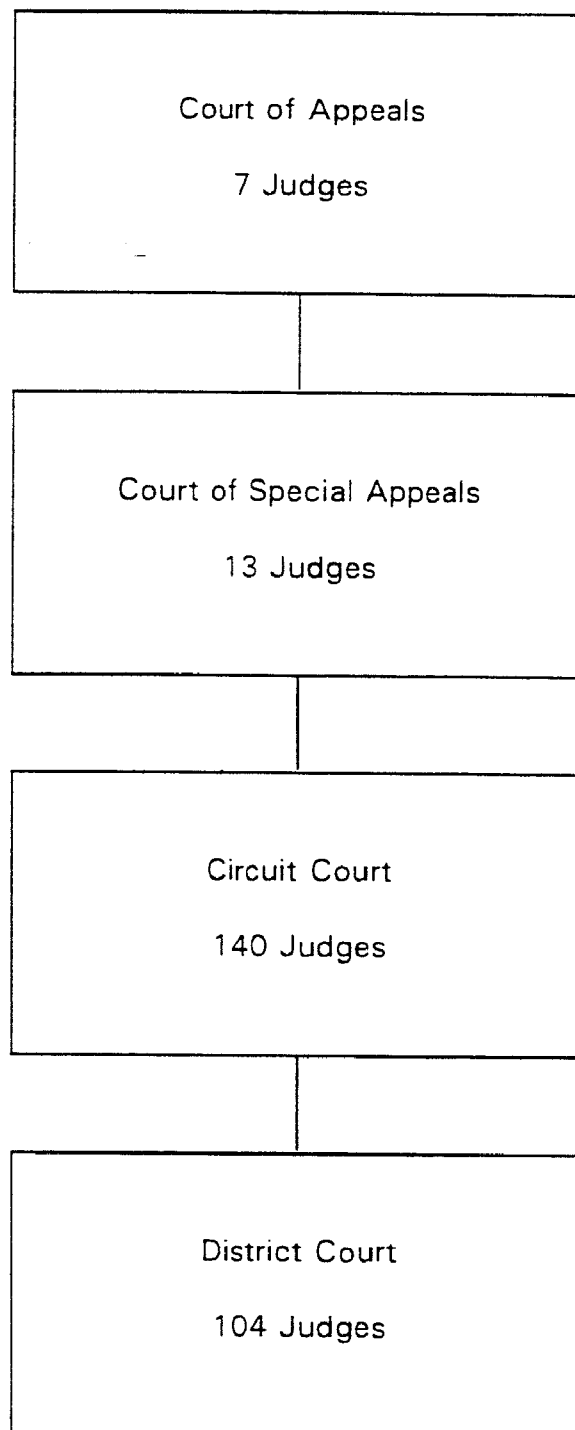 Court of Appeals
7 Judges
Court of Special Appeals
13 Judges
Circuit Court
140 Judges
District Court
104 Judges